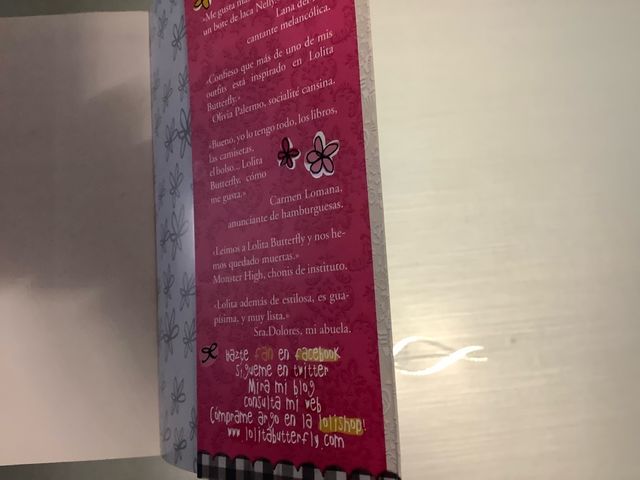 «Me gusta
un bote de laca Nelly.
Lana del
cantante melancólica.
«Confieso que más de uno de mis
outfits está inspirado en Lolita
Butterfly.»
Olivia Palermo, socialité cansina.
«Bueno, yo lo tengo todo, los libros,
las camisetas,
el bolso... Lolita
Butterfly, cómo
me gusta.»
Carmen Lomana,
anunciante de hamburguesas.
«Leímos a Lolita Butterfly y nos he-
mos quedado muertas.»
Monster High, chonis de instituto.
«Lolita además de estilosa, es gua-
písima, y muy lista.»
Sra.Dolores, mi abuela.
Hazte fan en facebook
Sígueme en twitter
Mira mi blog
consulta mi web
Cómprame argo en la lolishop!
www.lolitabutterfly.com